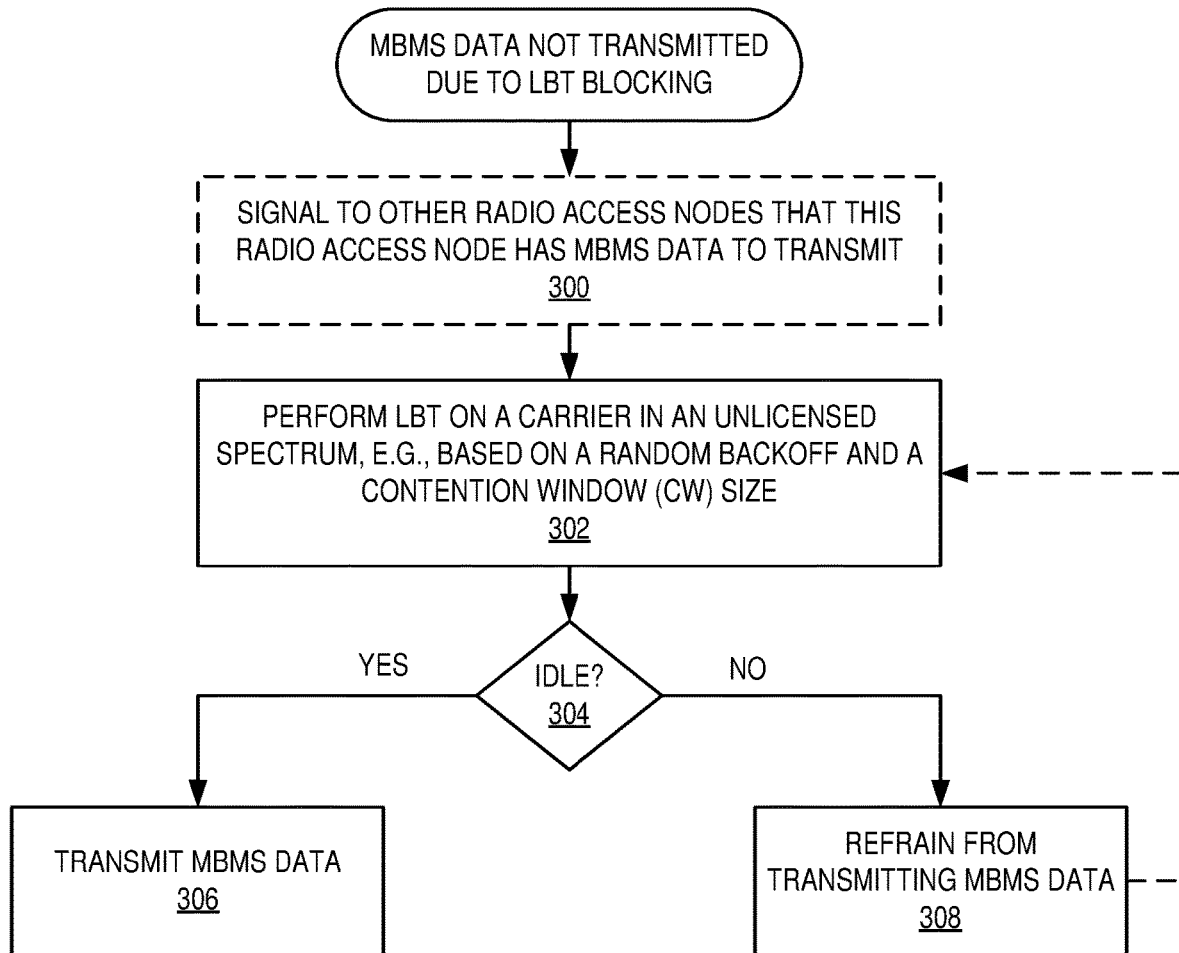 MBMS DATA NOT TRANSMITTED
DUE TO LBT BLOCKING
SIGNAL TO OTHER RADIO ACCESS NODES THAT THIS
RADIO ACCESS NODE HAS MBMS DATA TO TRANSMIT
300
PERFORM LBT ON A CARRIER IN AN UNLICENSED
SPECTRUM, E.G., BASED ON A RANDOM BACKOFF AND A
CONTENTION WINDOW (CW) SIZE
302
YES
IDLE?
304
NO
TRANSMIT MBMS DATA
306
REFRAIN FROM
TRANSMITTING MBMS DATA
308